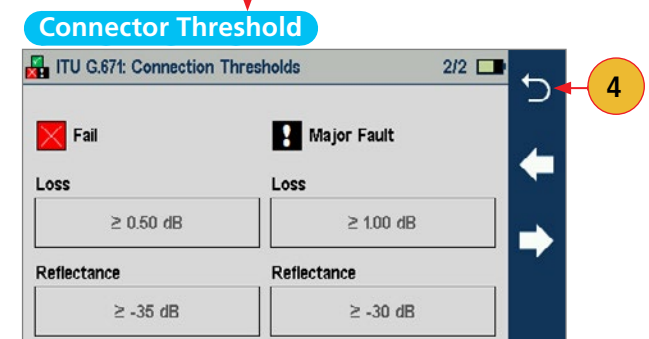 Connector Threshold
ITU G.671: Connection Thresholds 2/2
4
Fail Major Fault
Loss Loss
≥ 0.50 dB ≥ 1.00 dB
Reflectance Reflectance
≥ -35 dB ≥ -30 dB